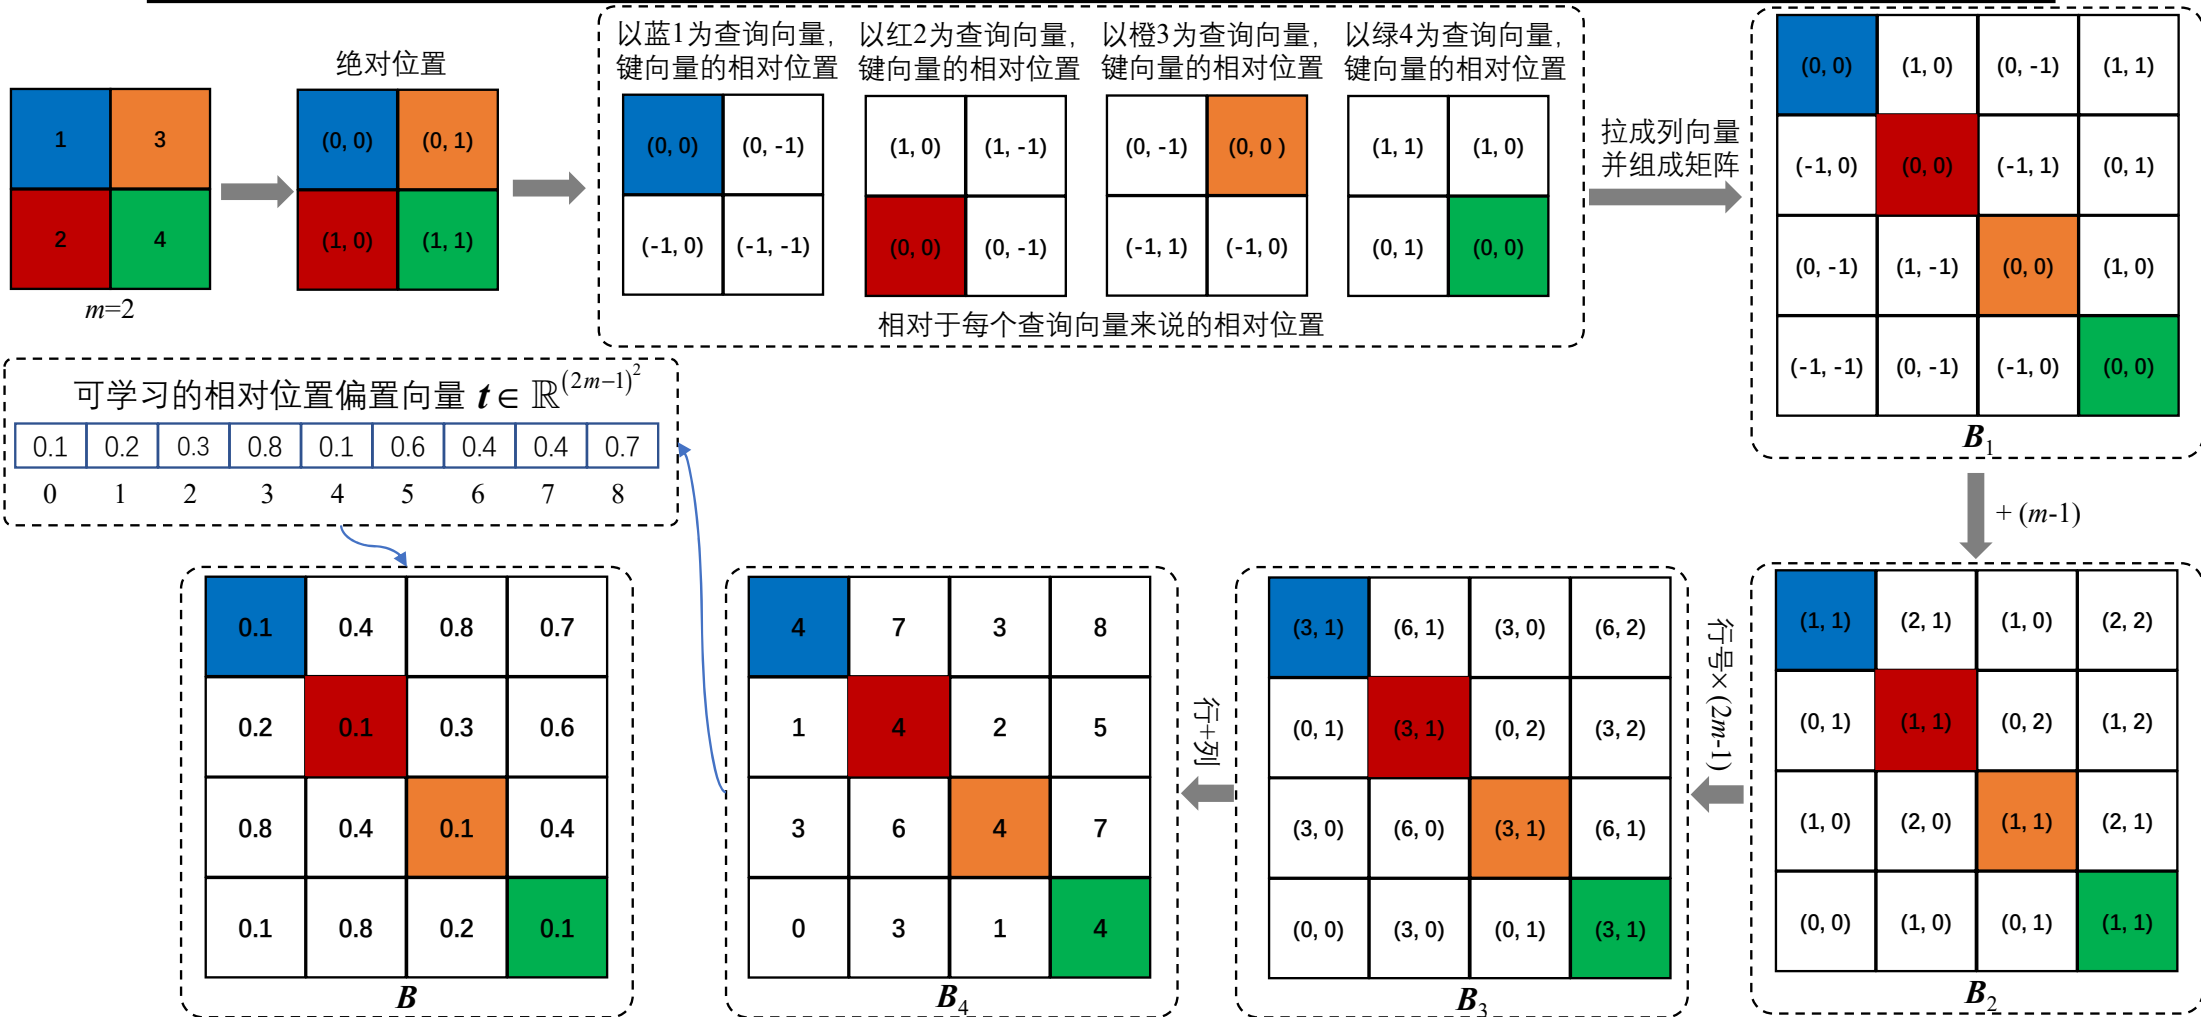 绝对位置
1 3
2 4
m=2
(0, 0) (0, 1)
(1, 0) (1, 1)
以蓝1为查询向量,
键向量的相对位置
(0, 0) (0, -1)
(-1, 0) (-1, -1)
以红2为查询向量,
键向量的相对位置
(1, 0) (1, -1)
(0, 0) (0, -1)
以橙3为查询向量,
键向量的相对位置
(0, -1) (0, 0 )
(-1, 1) (-1, 0)
以绿4为查询向量,
键向量的相对位置
(1, 1) (1, 0)
(0, 1) (0, 0)
相对于每个查询向量来说的相对位置
拉成列向量
并组成矩阵
(0, 0) (1, 0) (0, -1) (1, 1)
(-1, 0) (0, 0) (-1, 1) (0, 1)
(0, -1) (1, -1) (0, 0) (1, 0)
(-1, -1) (0, -1) (-1, 0) (0, 0)
B₁
+ (m-1)
(1, 1) (2, 1) (1, 0) (2, 2)
(0, 1) (1, 1) (0, 2) (1, 2)
(1, 0) (2, 0) (1, 1) (2, 1)
(0, 0) (1, 0) (0, 1) (1, 1)
B₂
行号× (2m-1)
(3, 1) (6, 1) (3, 0) (6, 2)
(0, 1) (3, 1) (0, 2) (3, 2)
(3, 0) (6, 0) (3, 1) (6, 1)
(0, 0) (3, 0) (0, 1) (3, 1)
B₃
行+列
4 7 3 8
1 4 2 5
3 6 4 7
0 3 1 4
B₄
可学习的相对位置偏置向量 t ∈ ℝ^(2m−1)²
0.1 0.2 0.3 0.8 0.1 0.6 0.4 0.4 0.7
0 1 2 3 4 5 6 7 8
0.1 0.4 0.8 0.7
0.2 0.1 0.3 0.6
0.8 0.4 0.1 0.4
0.1 0.8 0.2 0.1
B